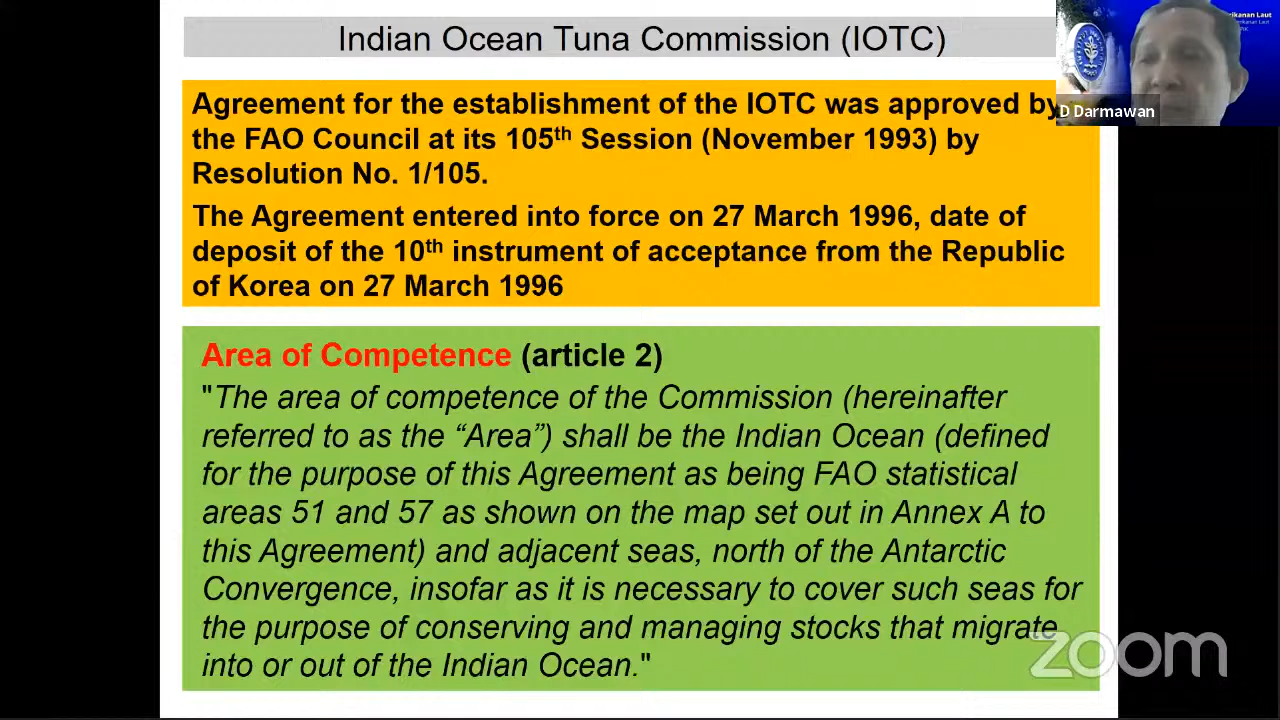 Indian Ocean Tuna Commission (IOTC)
Agreement for the establishment of the IOTC was approved by
the FAO Council at its 105th Session (November 1993) by
Resolution No. 1/105.
The Agreement entered into force on 27 March 1996, date of
deposit of the 10th instrument of acceptance from the Republic
of Korea on 27 March 1996
Area of Competence (article 2)
"The area of competence of the Commission (hereinafter
referred to as the “Area”) shall be the Indian Ocean (defined
for the purpose of this Agreement as being FAO statistical
areas 51 and 57 as shown on the map set out in Annex A to
this Agreement) and adjacent seas, north of the Antarctic
Convergence, insofar as it is necessary to cover such seas for
the purpose of conserving and managing stocks that migrate
into or out of the Indian Ocean."
Laut
D Darmawan
zoom